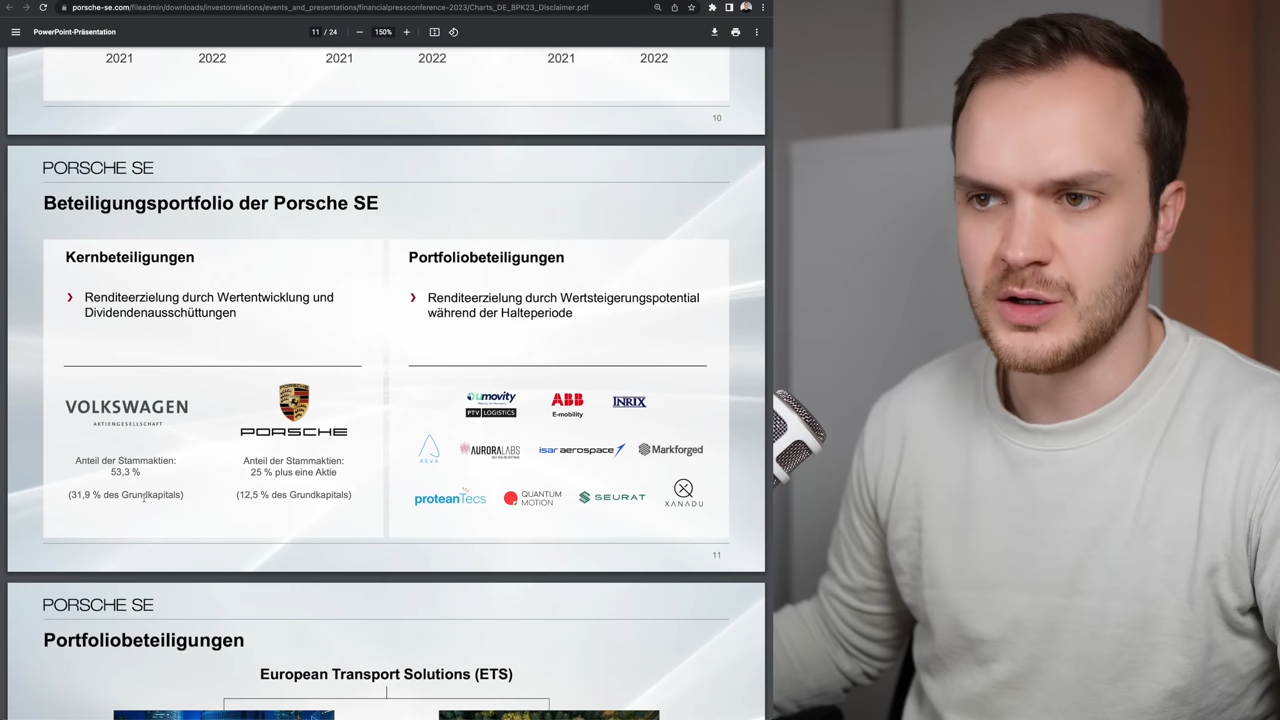 porsche-se.com/fileadmin/downloads/investorrelations/events_and_presentations/financialpressconference-2023/Charts_DE_BPK23_Disclaimer.pdf
PowerPoint-Präsentation
11 / 24
150%
2021 2022 2021 2022 2021 2022
10
PORSCHE SE
Beteiligungsportfolio der Porsche SE
Kernbeteiligungen
› Renditeerzielung durch Wertentwicklung und
Dividendenausschüttungen
VOLKSWAGEN
AKTIENGESELLSCHAFT
Anteil der Stammaktien:
53,3 %
(31,9 % des Grundkapitals)
PORSCHE
Anteil der Stammaktien:
25 % plus eine Aktie
(12,5 % des Grundkapitals)
Portfoliobeteiligungen
› Renditeerzielung durch Wertsteigerungspotential
während der Halteperiode
umovity
PTV LOGISTICS
ABB
E-mobility
INRIX
AEVA
AURORALABS
isar aerospace
Markforged
proteanTecs
QUANTUM
MOTION
SEURAT
XANADU
11
PORSCHE SE
Portfoliobeteiligungen
European Transport Solutions (ETS)